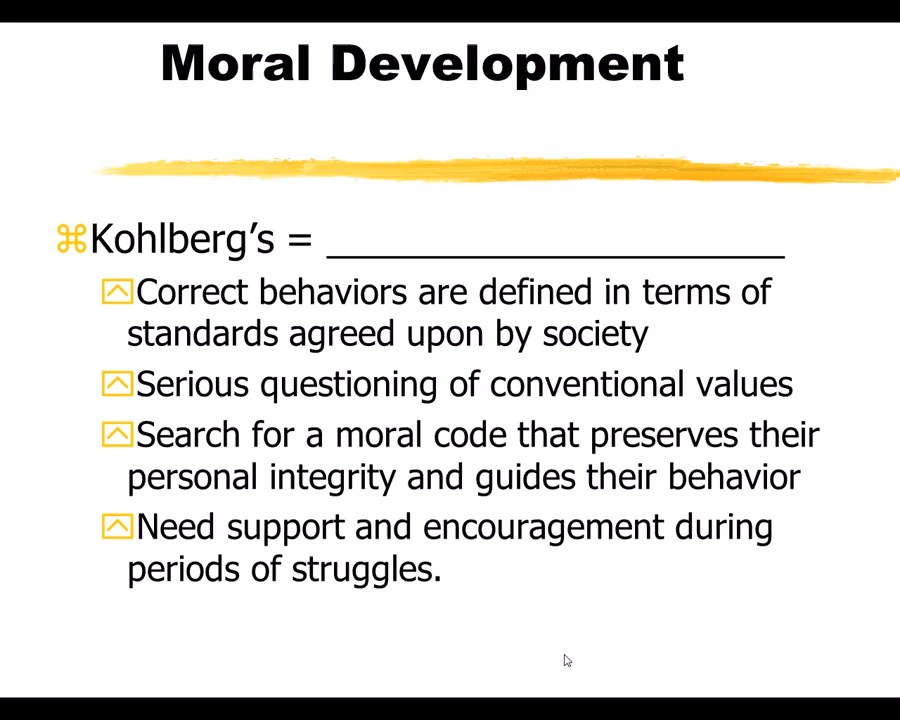 Moral Development
⌘Kohlberg’s = ______________________
Correct behaviors are defined in terms of
standards agreed upon by society
Serious questioning of conventional values
Search for a moral code that preserves their
personal integrity and guides their behavior
Need support and encouragement during
periods of struggles.